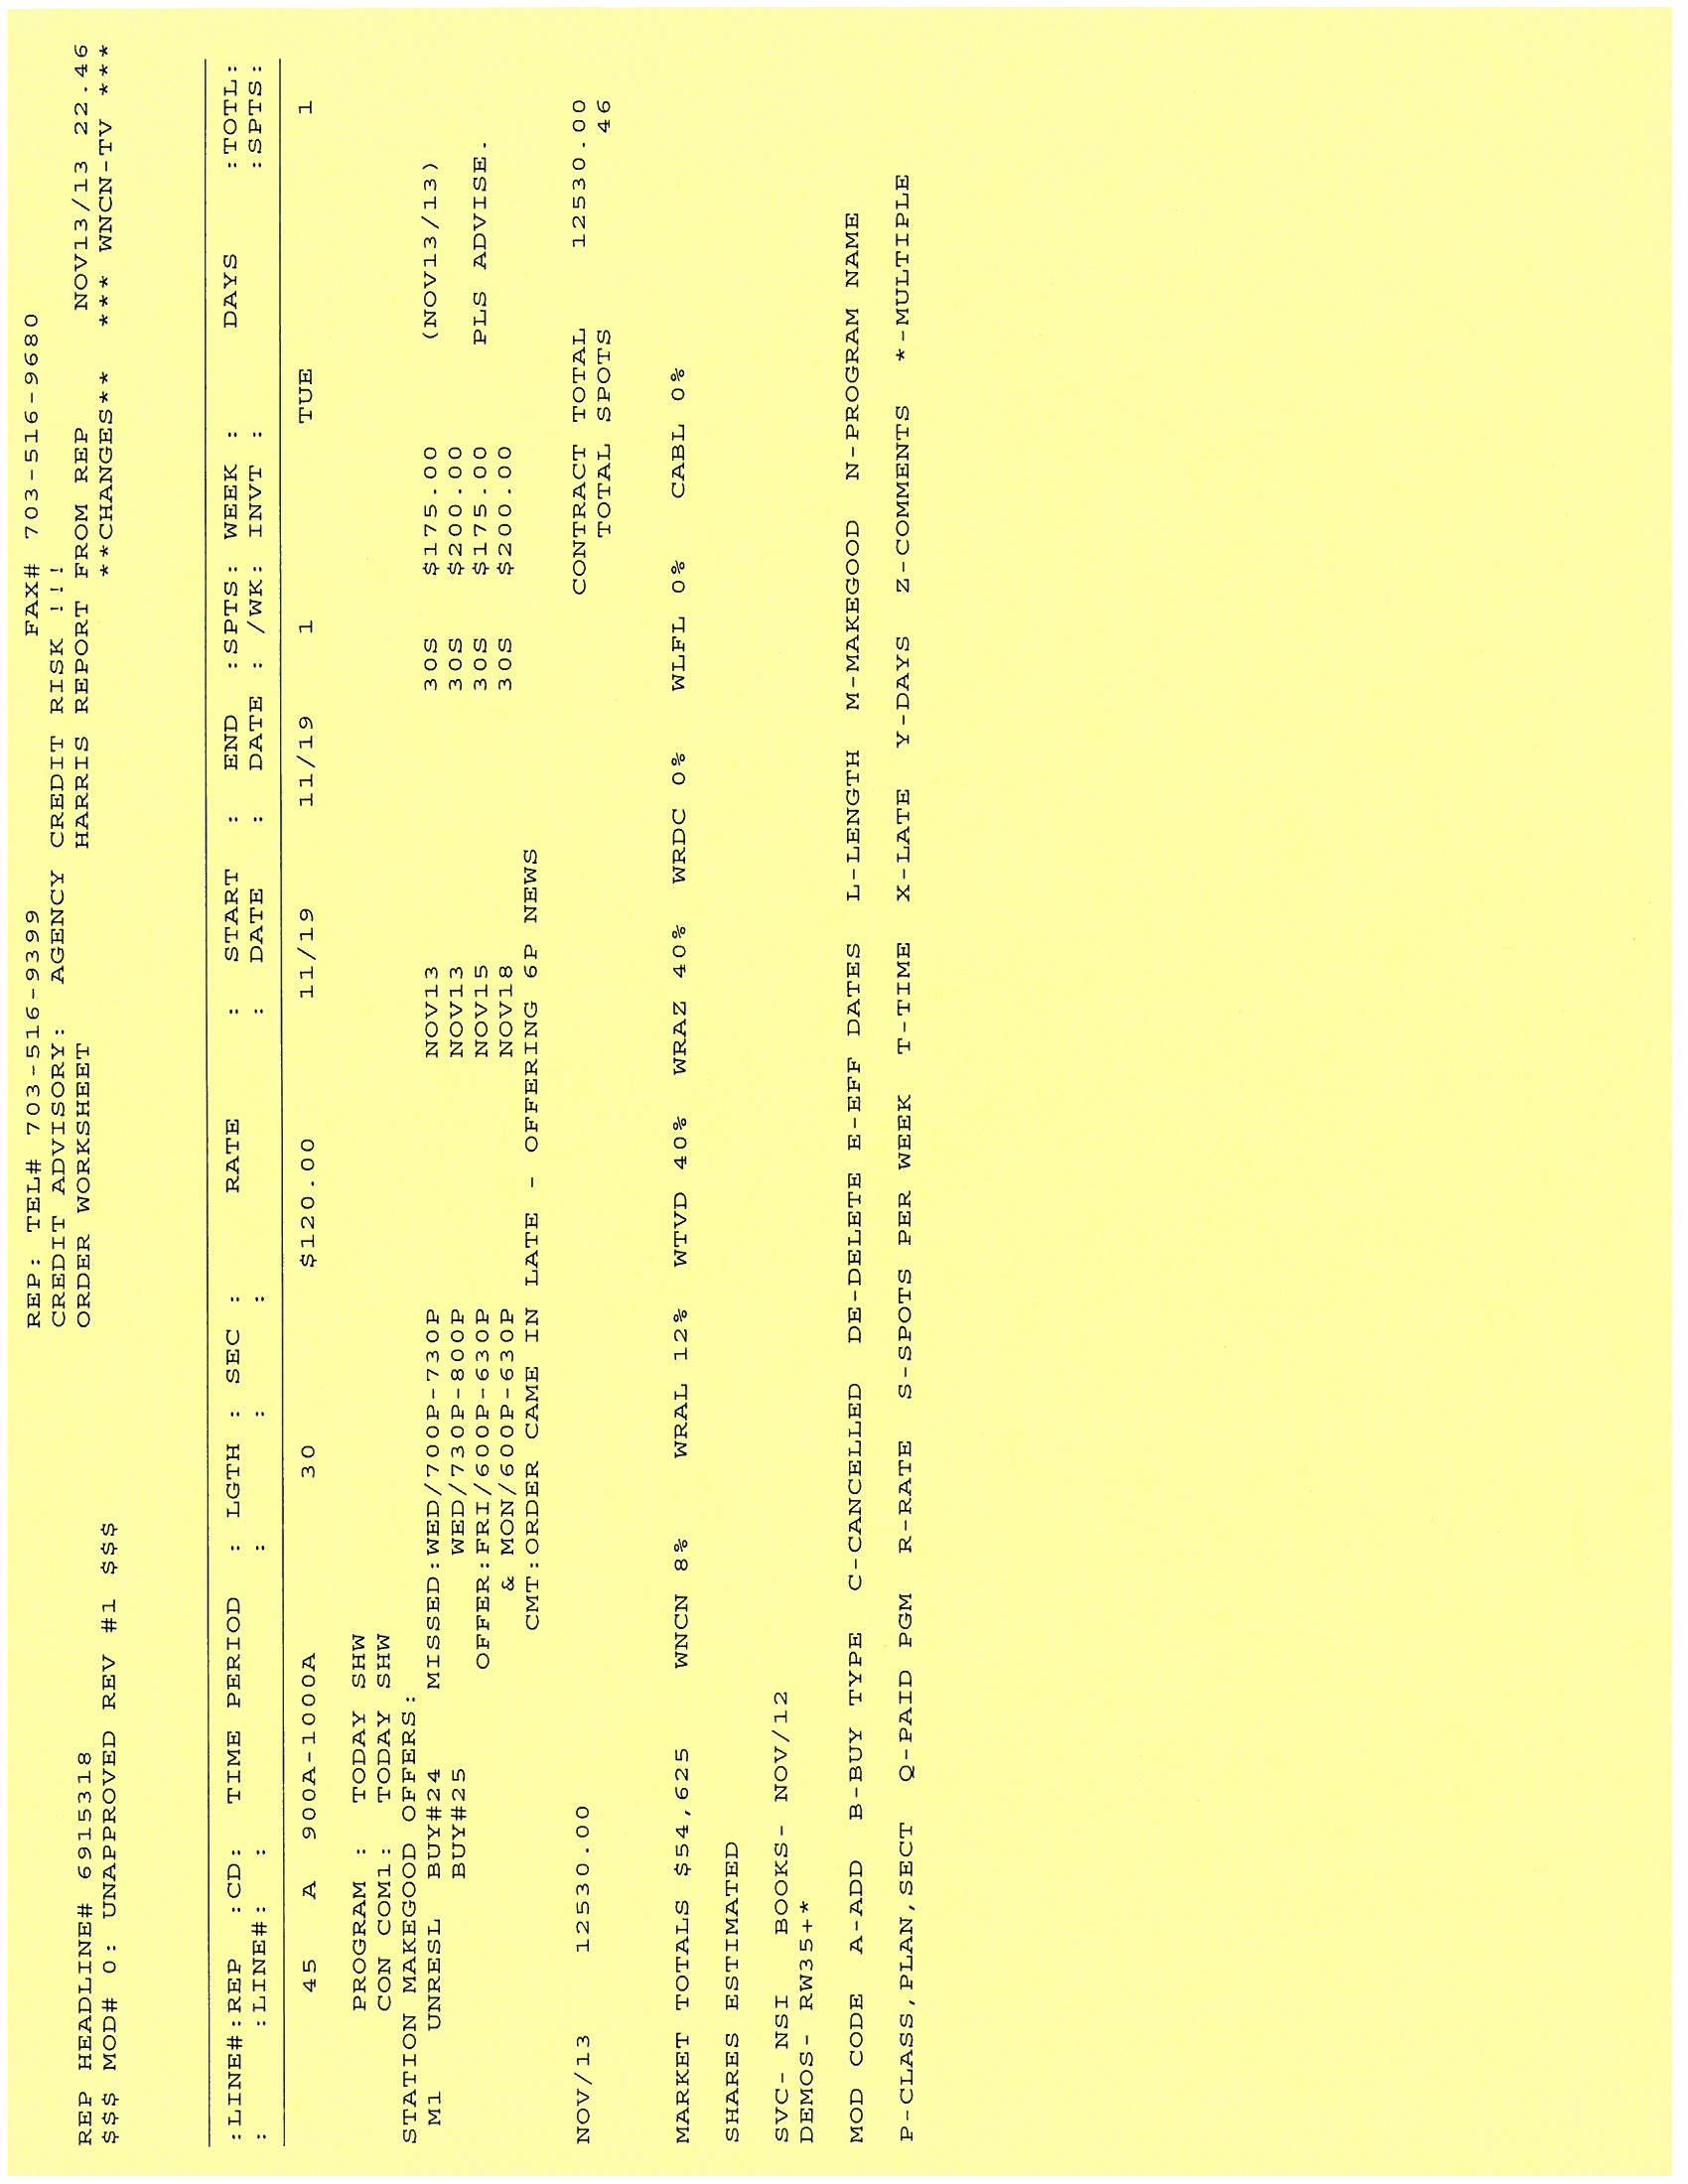 REP: TEL# 703-516-9399 FAX# 703-516-9680
CREDIT ADVISORY: AGENCY CREDIT RISK !!!
REP HEADLINE# 6915318 ORDER WORKSHEET HARRIS REPORT FROM REP NOV13/13 22.46
$$$ MOD# 0: UNAPPROVED REV #1 $$$ **CHANGES** *** WNCN-TV ***
:LINE#:REP :CD: TIME PERIOD : LGTH : SEC : RATE : START : END :SPTS: WEEK : DAYS :TOTL:
: :LINE#: : : : : DATE : DATE : /WK: INVT : :SPTS:
45 A 900A-1000A 30 $120.00 11/19 11/19 1 TUE 1
PROGRAM : TODAY SHW
CON COM1: TODAY SHW
STATION MAKEGOOD OFFERS:
M1 UNRESL BUY#24 MISSED:WED/700P-730P NOV13 30S $175.00 (NOV13/13)
BUY#25 WED/730P-800P NOV13 30S $200.00
OFFER:FRI/600P-630P NOV15 30S $175.00 PLS ADVISE.
& MON/600P-630P NOV18 30S $200.00
CMT:ORDER CAME IN LATE - OFFERING 6P NEWS
NOV/13 12530.00 CONTRACT TOTAL 12530.00
TOTAL SPOTS 46
MARKET TOTALS $54,625 WNCN 8% WRAL 12% WTVD 40% WRAZ 40% WRDC 0% WLFL 0% CABL 0%
SHARES ESTIMATED
SVC- NSI BOOKS- NOV/12
DEMOS- RW35+*
MOD CODE A-ADD B-BUY TYPE C-CANCELLED DE-DELETE E-EFF DATES L-LENGTH M-MAKEGOOD N-PROGRAM NAME
P-CLASS,PLAN,SECT Q-PAID PGM R-RATE S-SPOTS PER WEEK T-TIME X-LATE Y-DAYS Z-COMMENTS *-MULTIPLE